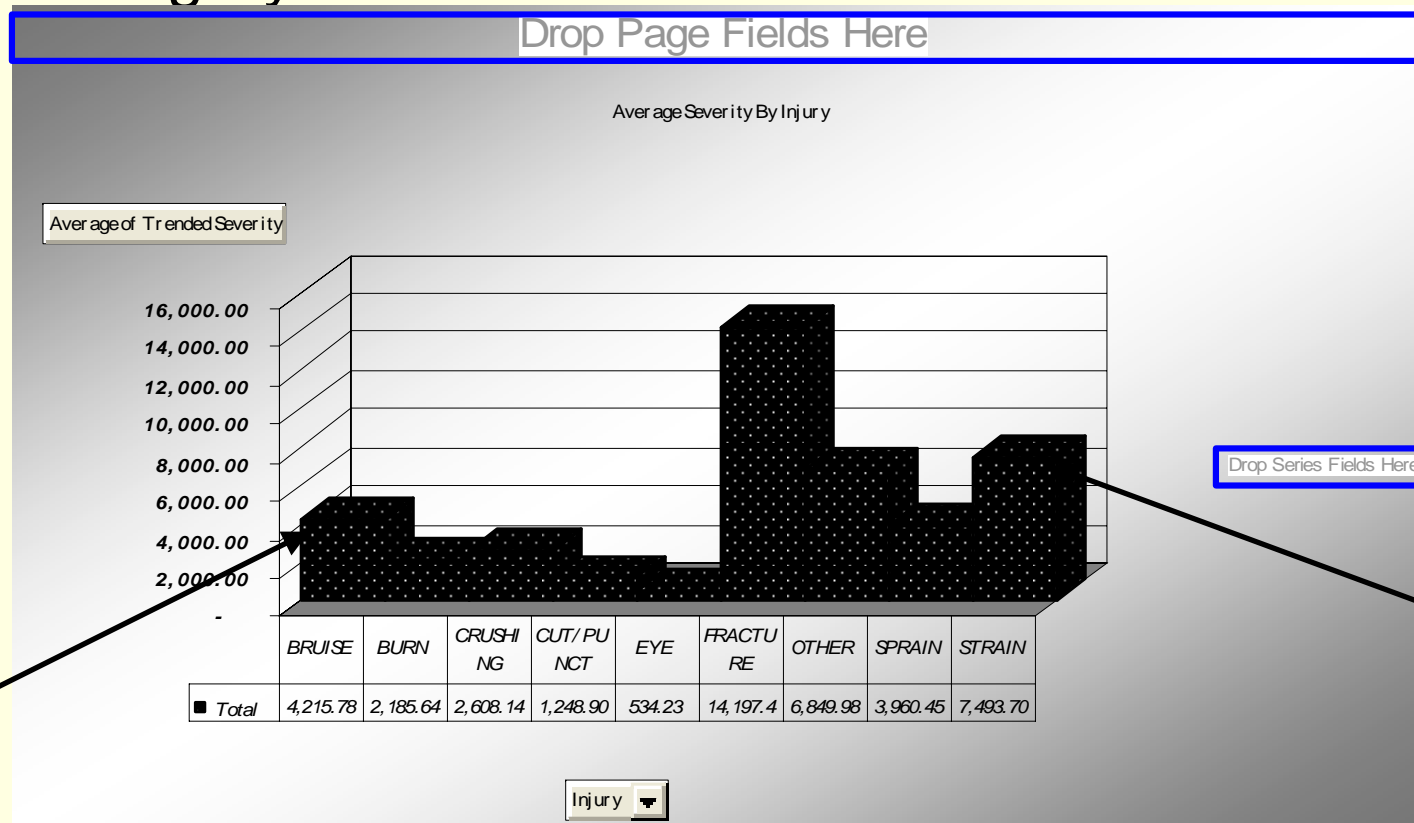 Drop Page Fields Here
Average Severity By Injury
Average of Trended Severity
16,000.00
14,000.00
12,000.00
10,000.00
8,000.00
6,000.00
4,000.00
2,000.00
-
BRUISE BURN CRUSHI NG CUT/PU NCT EYE FRACTU RE OTHER SPRAIN STRAIN
Total 4,215.78 2,185.64 2,608.14 1,248.90 534.23 14,197.4 6,849.98 3,960.45 7,493.70
Drop Series Fields Here
Injury